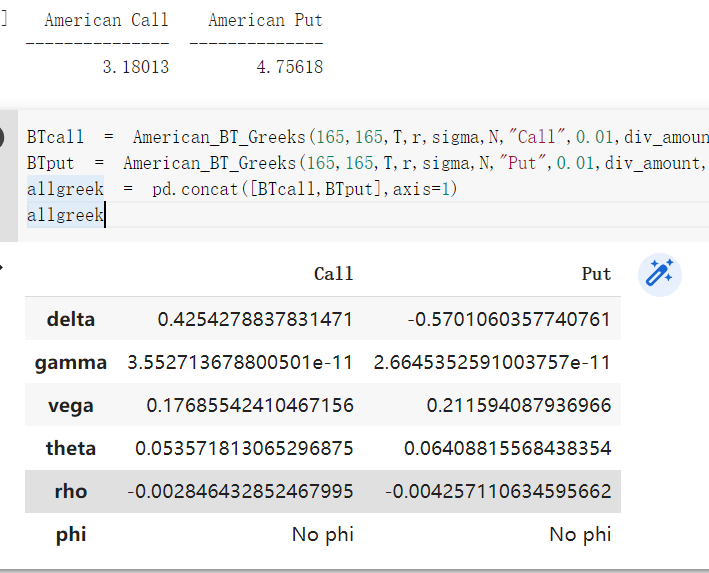 ]
American Call American Put
--------------- --------------
3.18013 4.75618
BTcall = American_BT_Greeks(165,165,T,r,sigma,N,"Call",0.01,div_amoun
BTput = American_BT_Greeks(165,165,T,r,sigma,N,"Put",0.01,div_amount,
allgreek = pd.concat([BTcall,BTput],axis=1)
allgreek
Call Put
delta 0.4254278837831471 -0.5701060357740761
gamma 3.552713678800501e-11 2.6645352591003757e-11
vega 0.17685542410467156 0.211594087936966
theta 0.053571813065296875 0.06408815568438354
rho -0.002846432852467995 -0.004257110634595662
phi No phi No phi